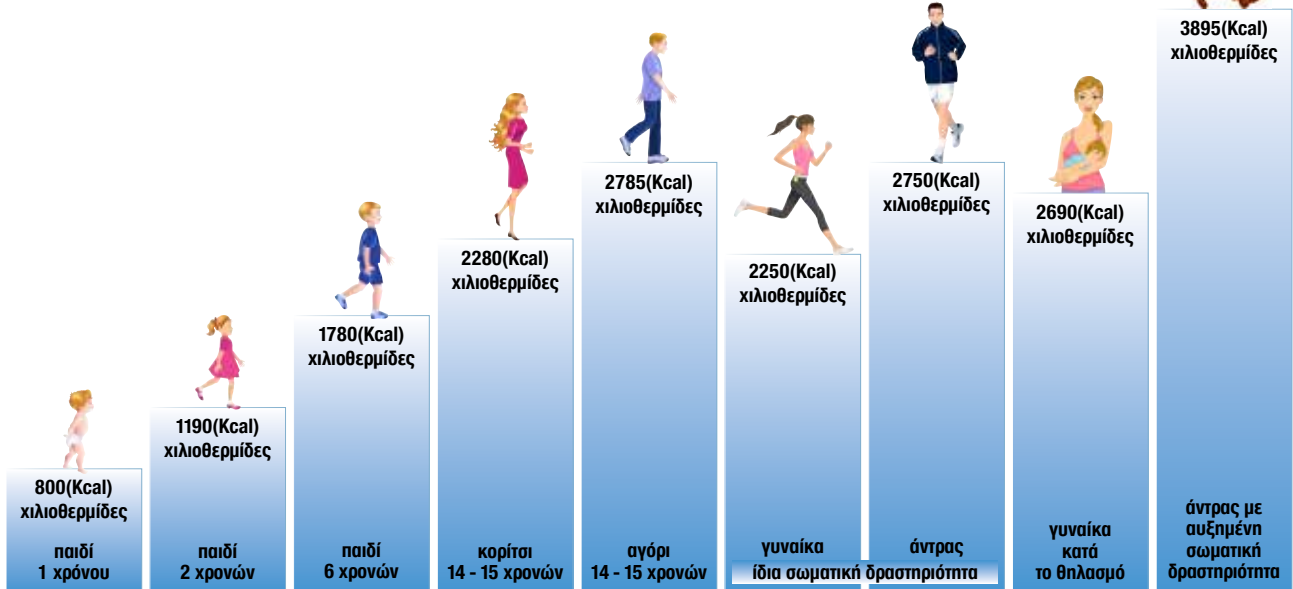 800(Kcal)
χιλιοθερμίδες
παιδί
1 χρόνου
1190(Kcal)
χιλιοθερμίδες
παιδί
2 χρονών
1780(Kcal)
χιλιοθερμίδες
παιδί
6 χρονών
2280(Kcal)
χιλιοθερμίδες
κορίτσι
14 - 15 χρονών
2785(Kcal)
χιλιοθερμίδες
αγόρι
14 - 15 χρονών
2250(Kcal)
χιλιοθερμίδες
γυναίκα
2750(Kcal)
χιλιοθερμίδες
άντρας
ίδια σωματική δραστηριότητα
2690(Kcal)
χιλιοθερμίδες
γυναίκα
κατά
το θηλασμό
3895(Kcal)
χιλιοθερμίδες
άντρας με
αυξημένη
σωματική
δραστηριότητα